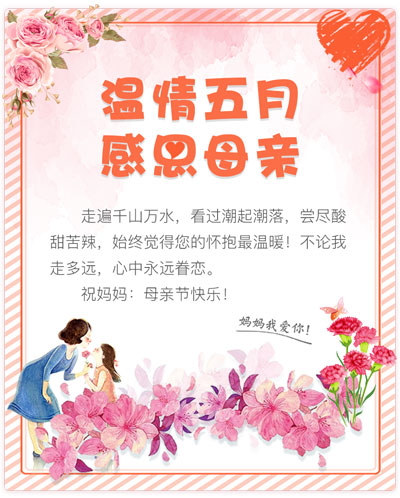 温情五月
感恩母亲
走遍千山万水，看过潮起潮落，尝尽酸
甜苦辣，始终觉得您的怀抱最温暖！不论我
走多远，心中永远眷恋。
祝妈妈：母亲节快乐！
妈妈我爱你！